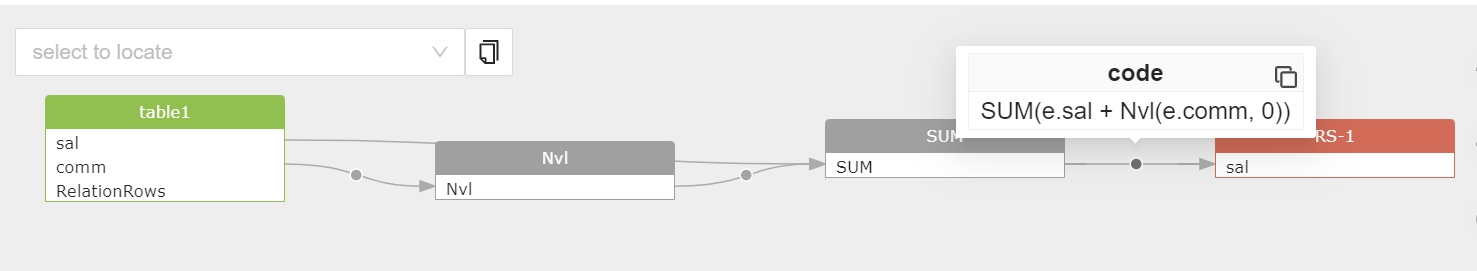 select to locate
table1
sal
comm
RelationRows
Nvl
Nvl
SUM
SUM
code
SUM(e.sal + Nvl(e.comm, 0))
RS-1
sal